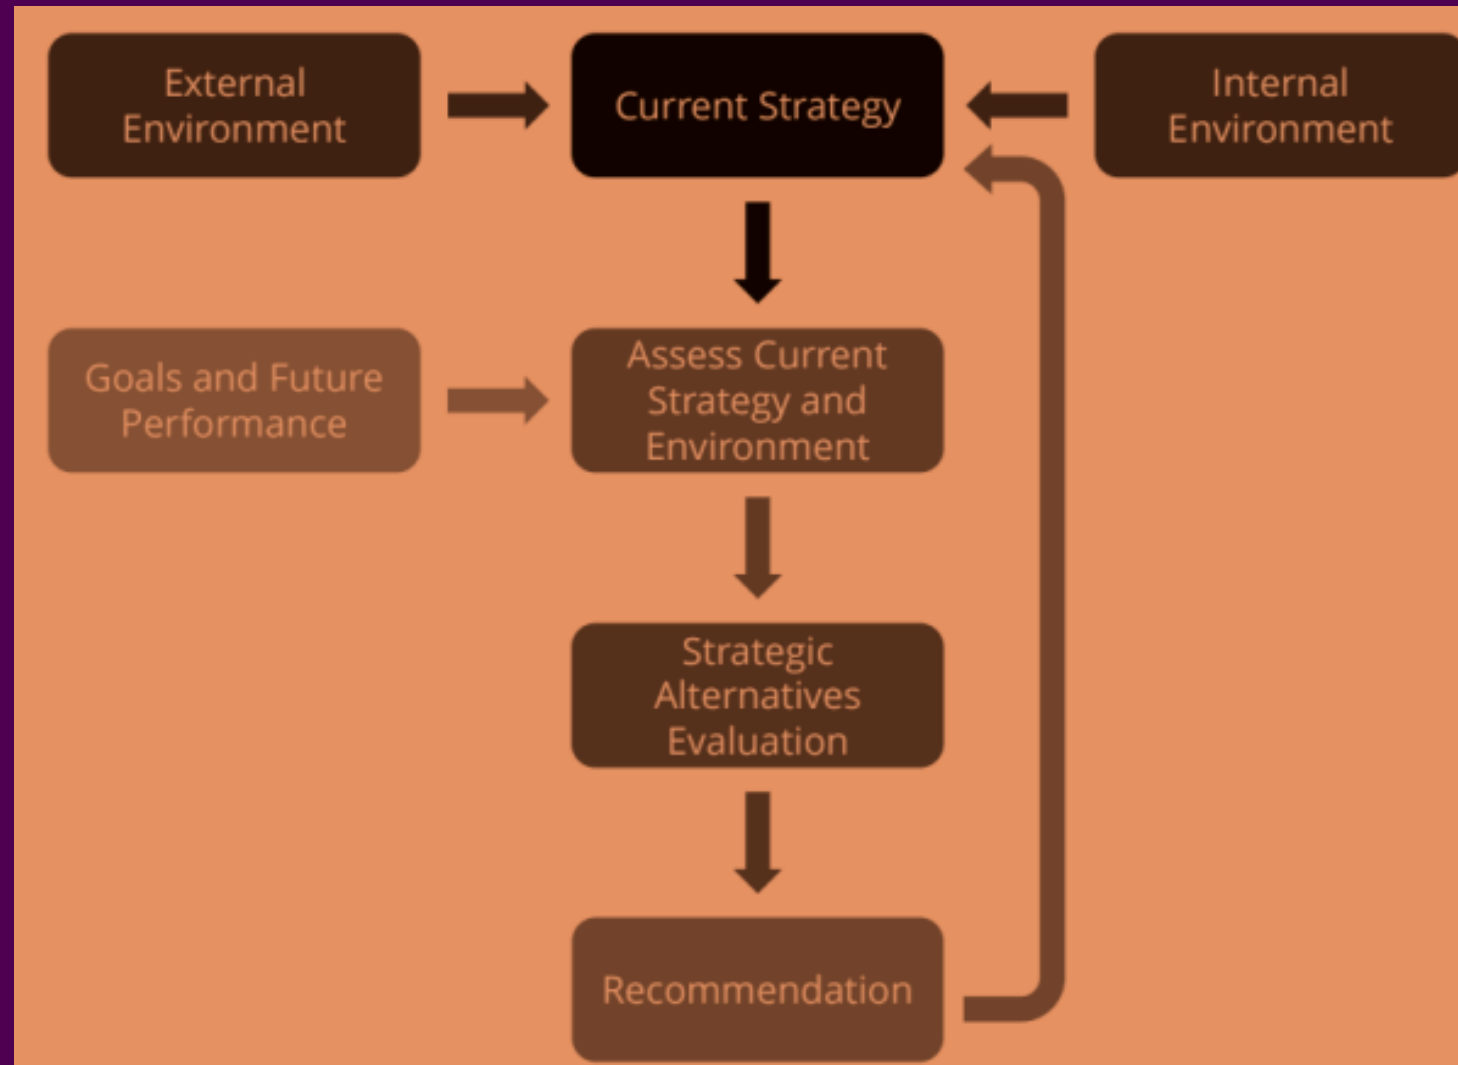 External
Environment
Current Strategy
Internal
Environment
Goals and Future
Performance
Assess Current
Strategy and
Environment
Strategic
Alternatives
Evaluation
Recommendation